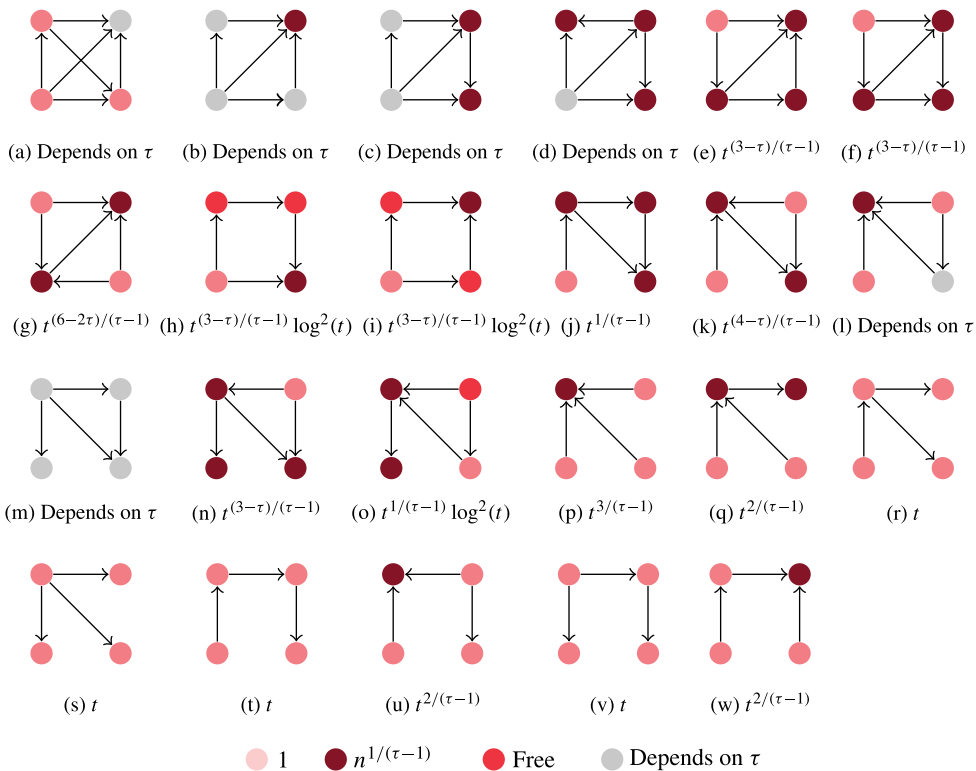 (a) Depends on τ (b) Depends on τ (c) Depends on τ (d) Depends on τ (e) t^{(3−τ)/(τ−1)} (f) t^{(3−τ)/(τ−1)}
(g) t^{(6−2τ)/(τ−1)} (h) t^{(3−τ)/(τ−1)} log²(t) (i) t^{(3−τ)/(τ−1)} log²(t) (j) t^{1/(τ−1)} (k) t^{(4−τ)/(τ−1)} (l) Depends on τ
(m) Depends on τ (n) t^{(3−τ)/(τ−1)} (o) t^{1/(τ−1)} log²(t) (p) t^{3/(τ−1)} (q) t^{2/(τ−1)} (r) t
(s) t (t) t (u) t^{2/(τ−1)} (v) t (w) t^{2/(τ−1)}
1 n^{1/(τ−1)} Free Depends on τ